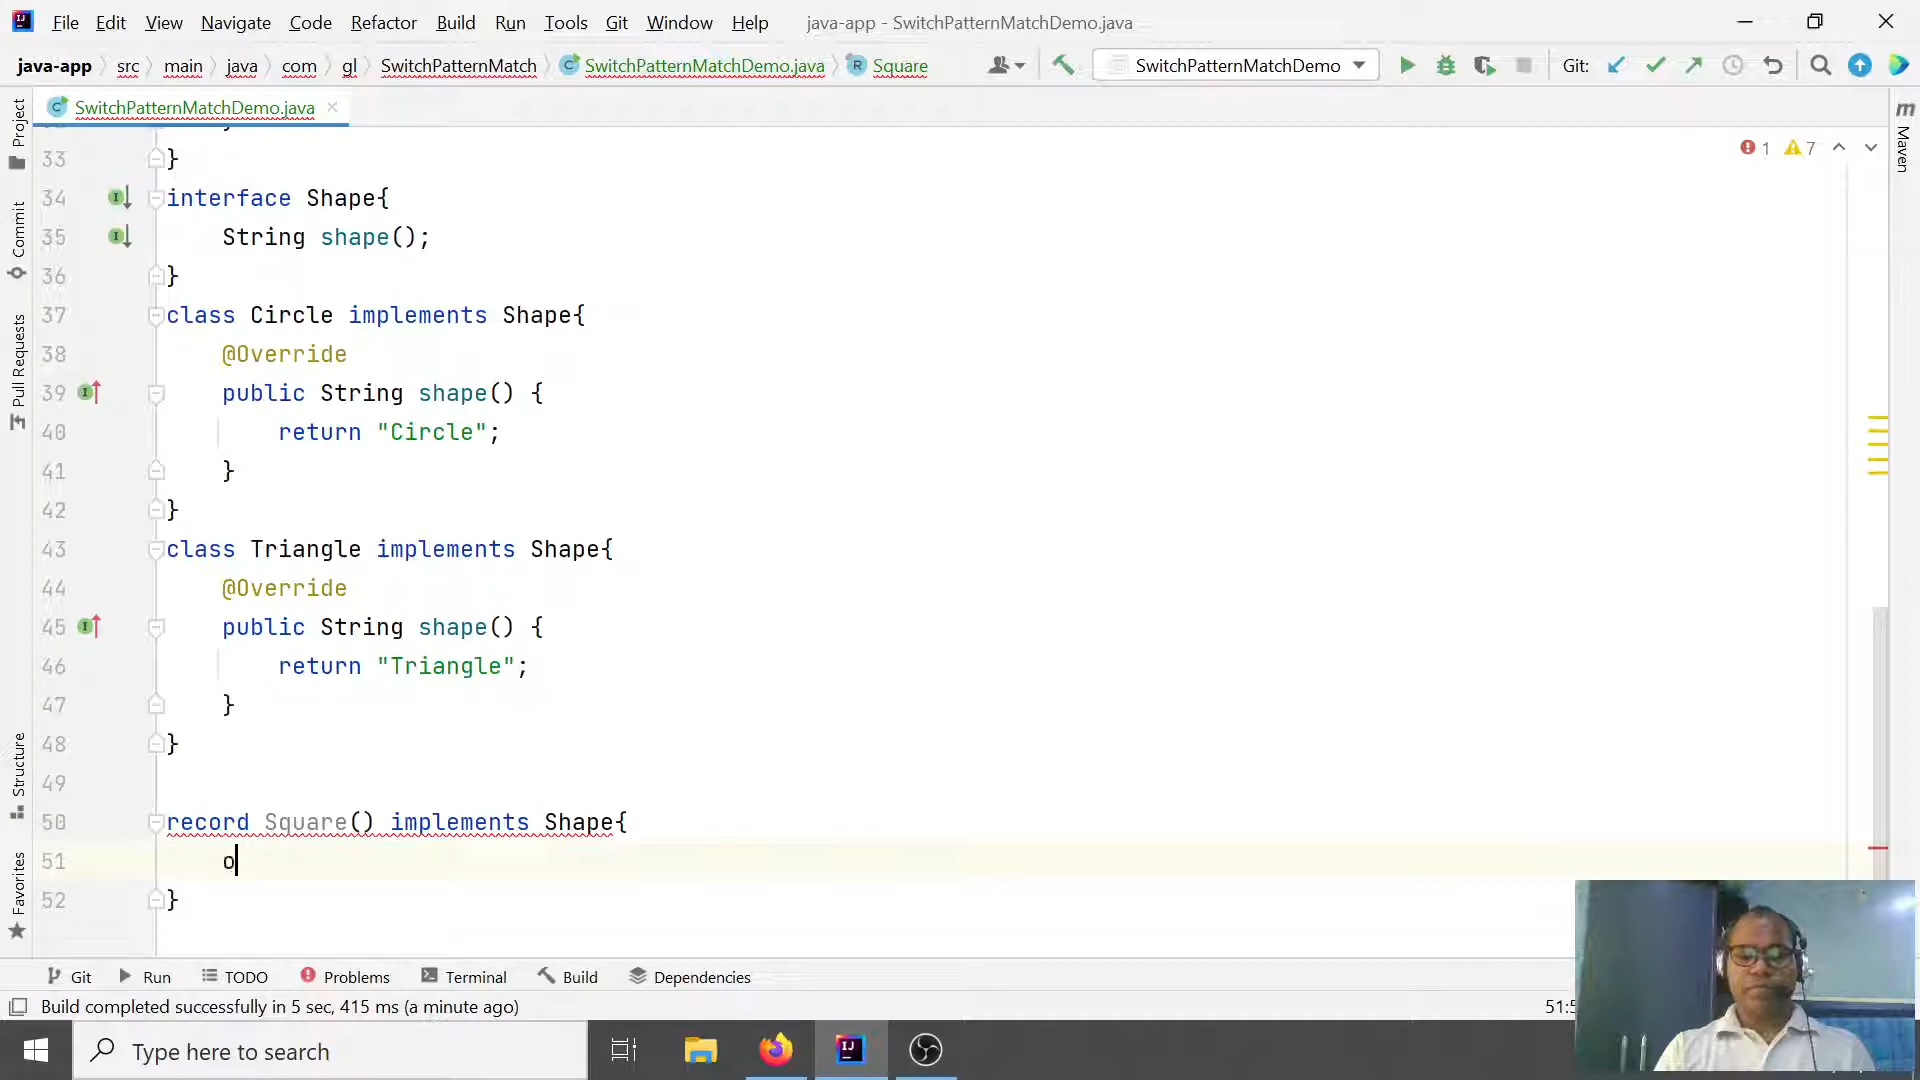 File Edit View Navigate Code Refactor Build Run Tools Git Window Help java-app - SwitchPatternMatchDemo.java
java-app src main java com gl SwitchPatternMatch SwitchPatternMatchDemo.java Square SwitchPatternMatchDemo Git:
SwitchPatternMatchDemo.java
Project
Commit
Pull Requests
Structure
Favorites
Maven
1 7
33 }
34 interface Shape{
35 String shape();
36 }
37 class Circle implements Shape{
38 @Override
39 public String shape() {
40 return "Circle";
41 }
42 }
43 class Triangle implements Shape{
44 @Override
45 public String shape() {
46 return "Triangle";
47 }
48 }
49
50 record Square() implements Shape{
51 o
52 }
Git Run TODO Problems Terminal Build Dependencies
Build completed successfully in 5 sec, 415 ms (a minute ago)
Type here to search